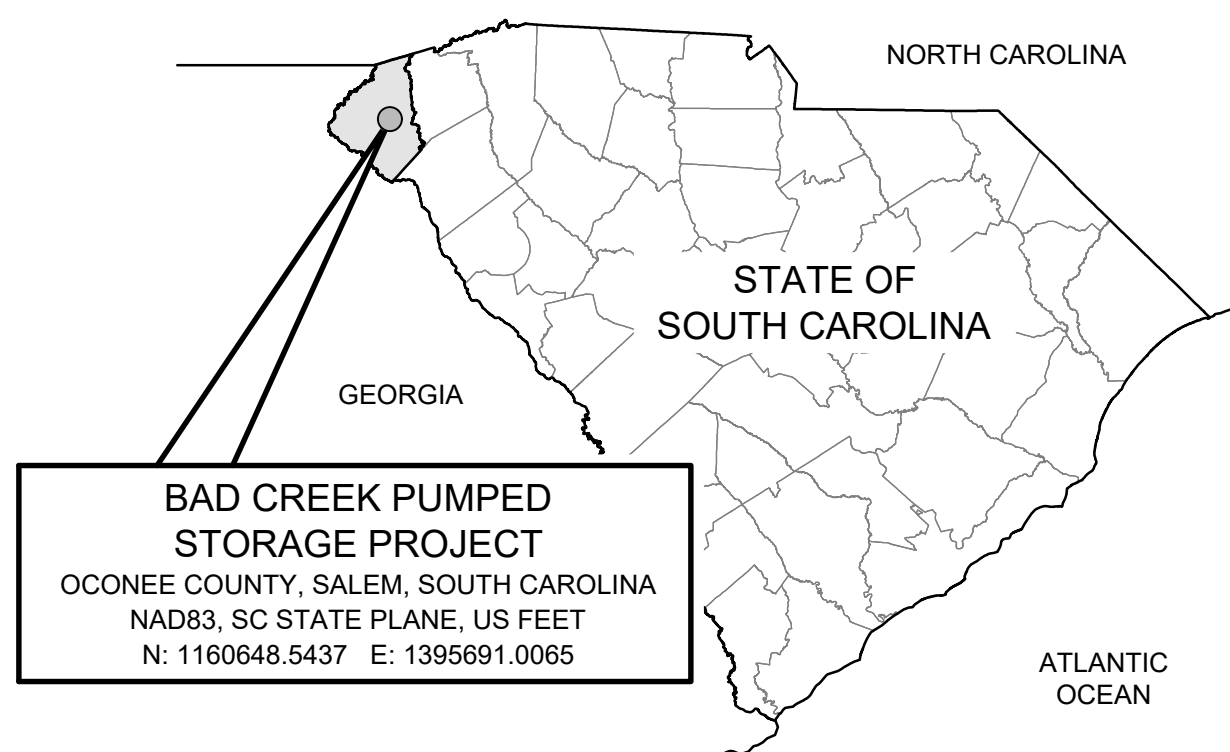 NORTH CAROLINA
STATE OF
SOUTH CAROLINA
GEORGIA
BAD CREEK PUMPED
STORAGE PROJECT
OCONEE COUNTY, SALEM, SOUTH CAROLINA
NAD83, SC STATE PLANE, US FEET
N: 1160648.5437 E: 1395691.0065
ATLANTIC
OCEAN